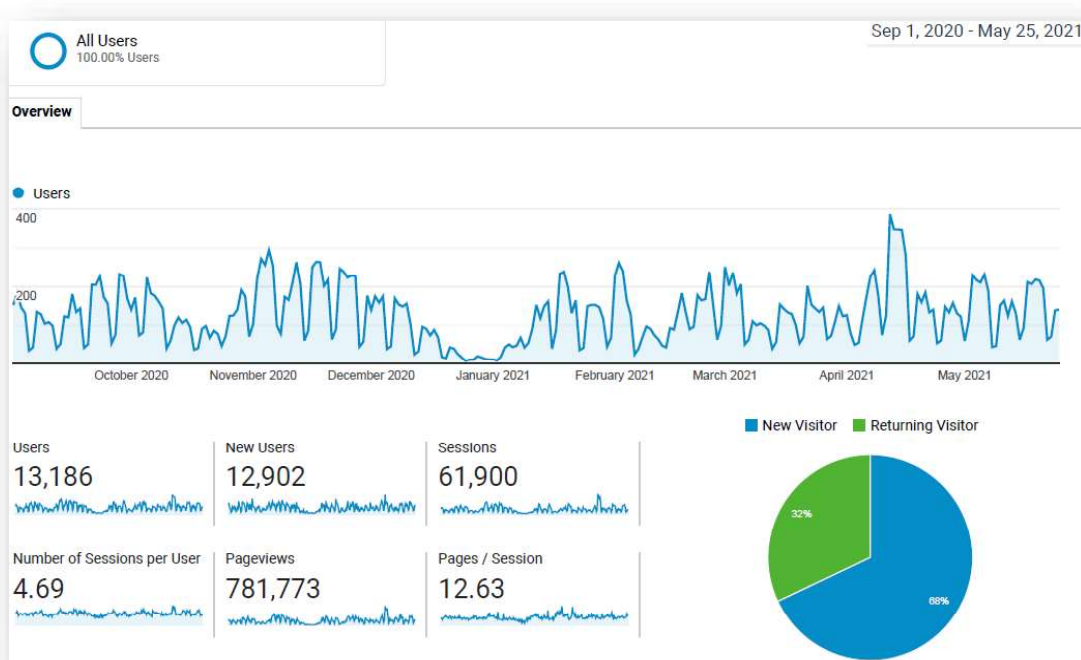 All Users
100.00% Users
Sep 1, 2020 - May 25, 2021
Overview
Users
400
200
October 2020 November 2020 December 2020 January 2021 February 2021 March 2021 April 2021 May 2021
New Visitor Returning Visitor
Users New Users Sessions
13,186 12,902 61,900
Number of Sessions per User Pageviews Pages / Session
4.69 781,773 12.63
32%
68%